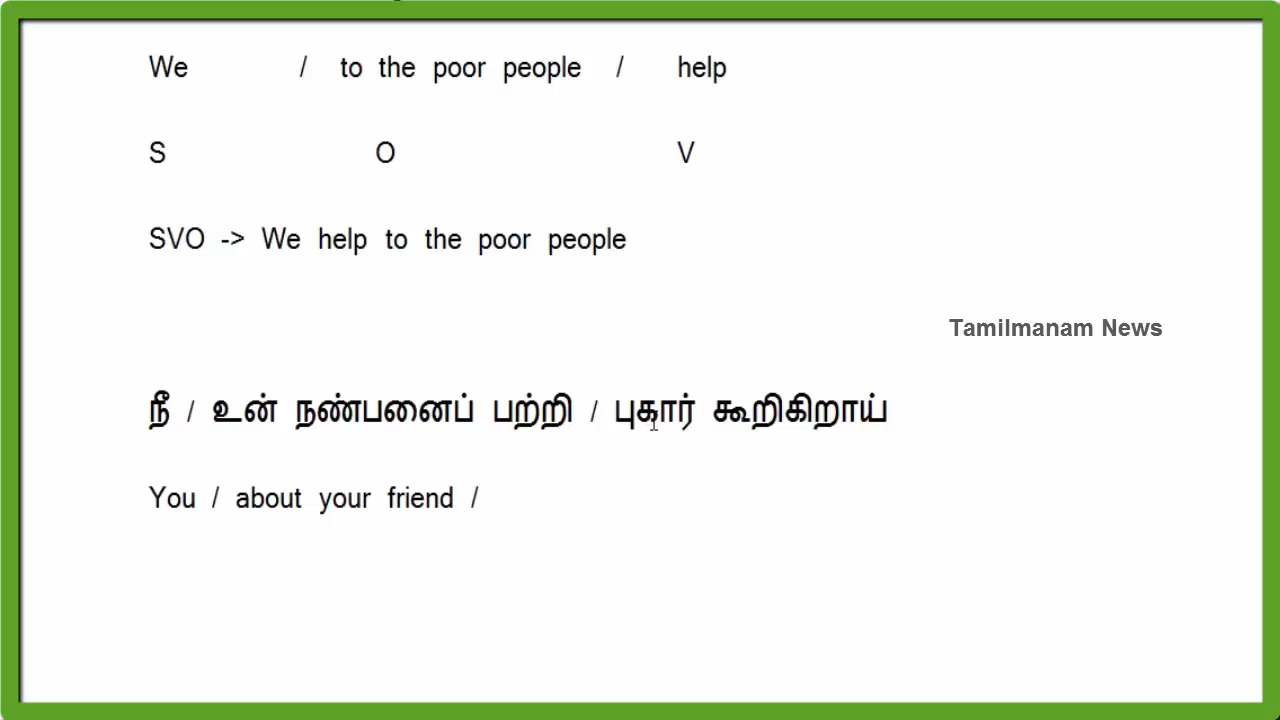 We / to the poor people / help
S O V
SVO -> We help to the poor people
Tamilmanam News
நீ / உன் நண்பனைப் பற்றி / புகார் கூறிகிறாய்
You / about your friend /